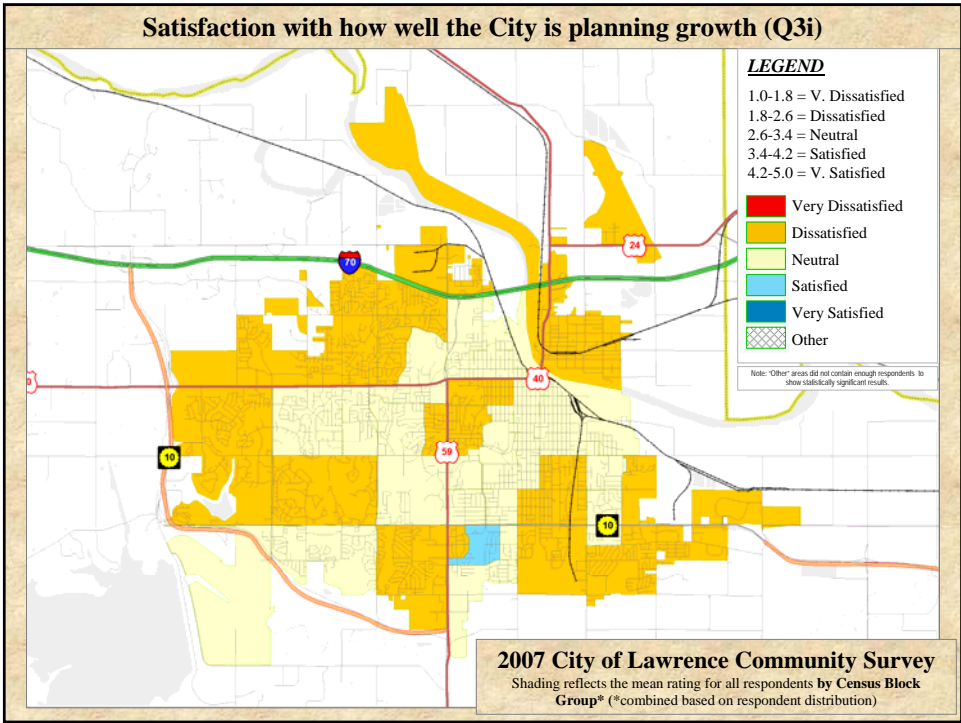 Satisfaction with how well the City is planning growth (Q3i)
LEGEND
1.0-1.8 = V. Dissatisfied
1.8-2.6 = Dissatisfied
2.6-3.4 = Neutral
3.4-4.2 = Satisfied
4.2-5.0 = V. Satisfied
Very Dissatisfied
Dissatisfied
Neutral
Satisfied
Very Satisfied
Other
Note: "Other" areas did not contain enough respondents to
show statistically significant results.
24
70
0
40
59
10
10
2007 City of Lawrence Community Survey
Shading reflects the mean rating for all respondents by Census Block
Group* (*combined based on respondent distribution)